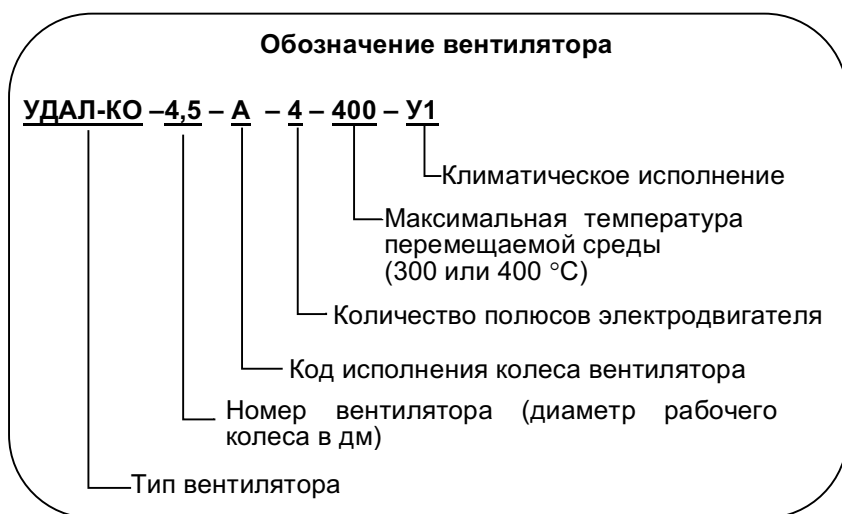 Обозначение вентилятора
УДАЛ-КО –4,5 – А – 4 – 400 – У1
Климатическое исполнение
Максимальная температура
перемещаемой среды
(300 или 400 °С)
Количество полюсов электродвигателя
Код исполнения колеса вентилятора
Номер вентилятора (диаметр рабочего
колеса в дм)
Тип вентилятора